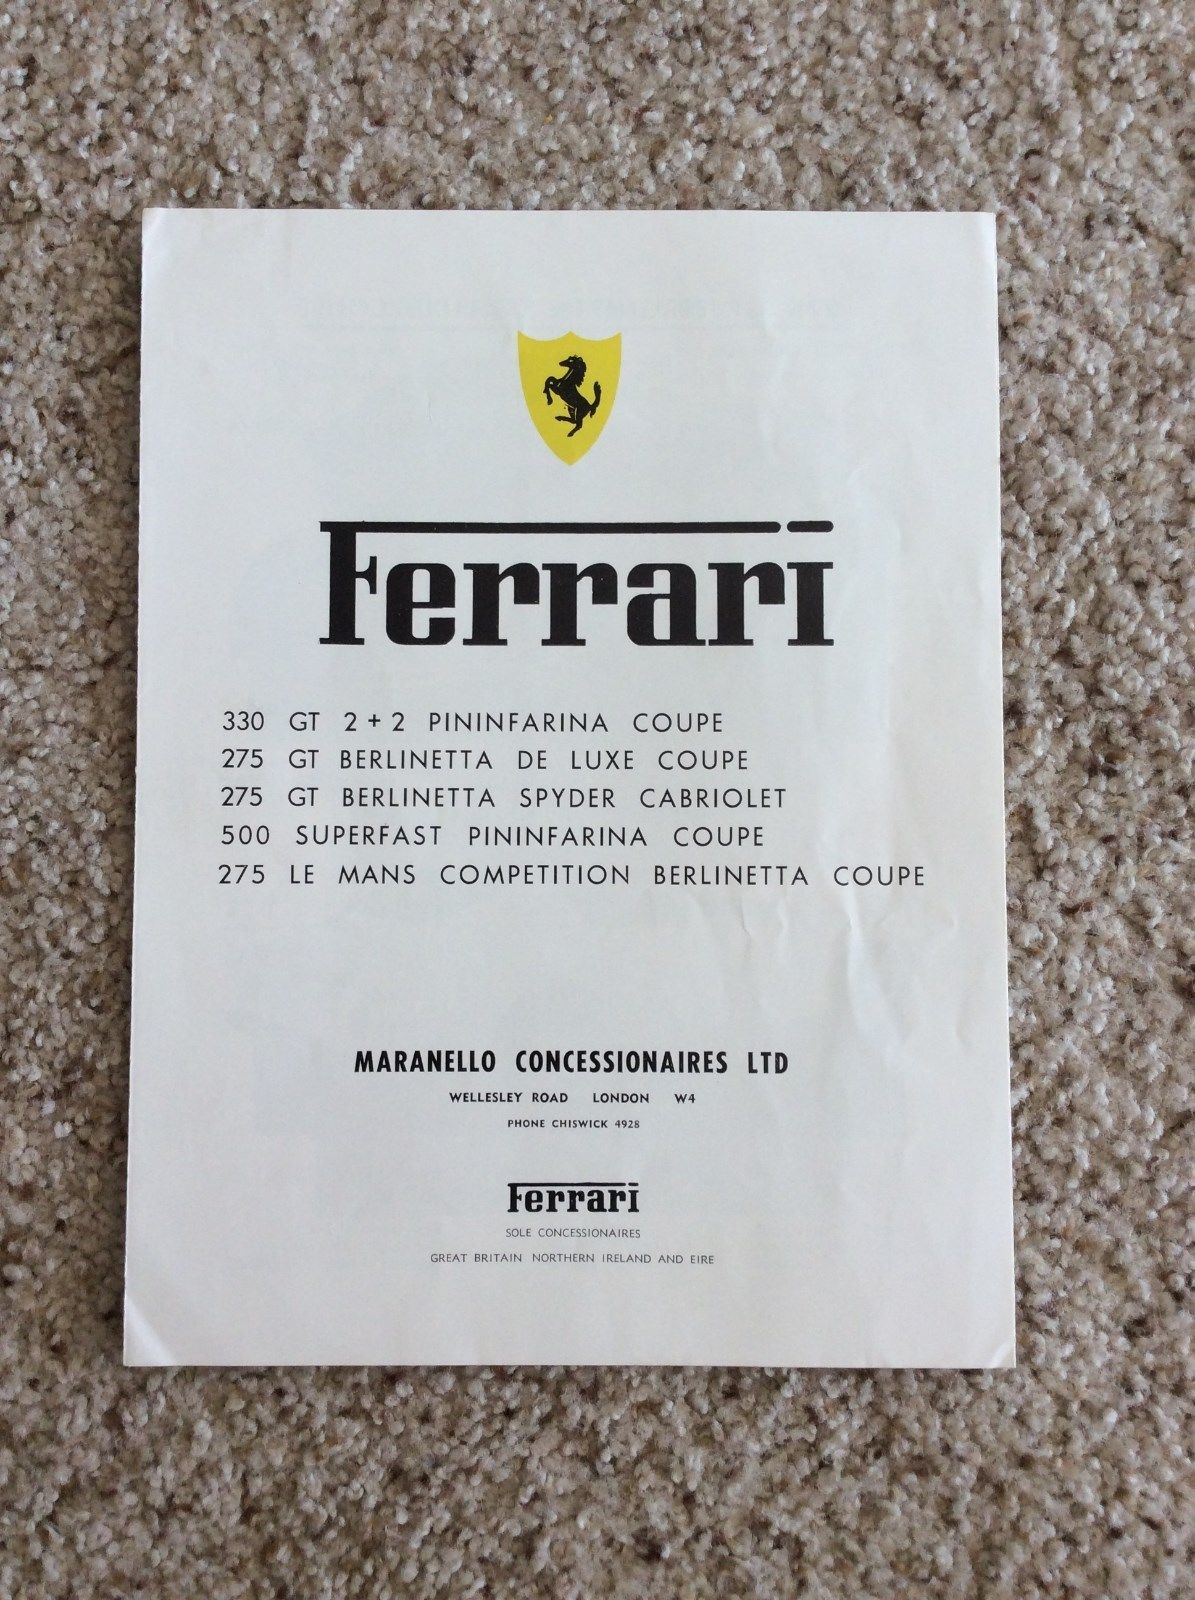 Ferrari
330 GT 2+2 PININFARINA COUPE
275 GT BERLINETTA DE LUXE COUPE
275 GT BERLINETTA SPYDER CABRIOLET
500 SUPERFAST PININFARINA COUPE
275 LE MANS COMPETITION BERLINETTA COUPE
MARANELLO CONCESSIONAIRES LTD
WELLESLEY ROAD LONDON W4
PHONE CHISWICK 4928
Ferrari
SOLE CONCESSIONAIRES
GREAT BRITAIN NORTHERN IRELAND AND EIRE